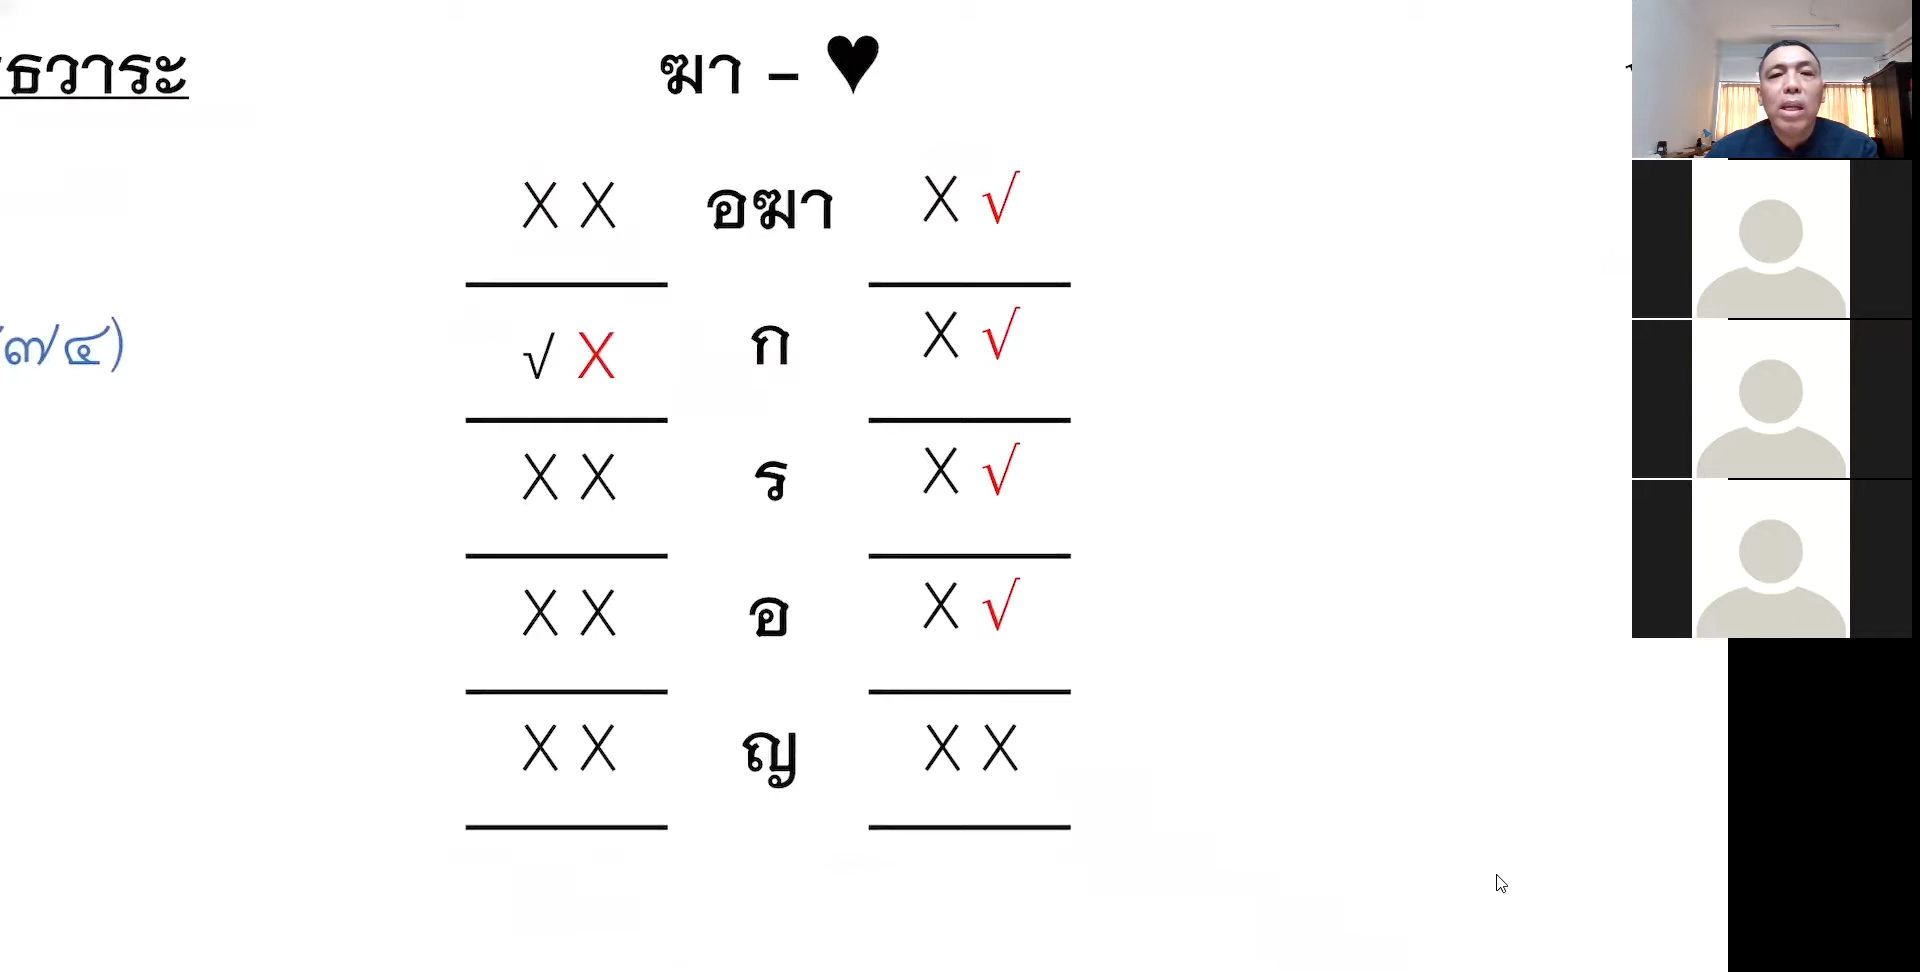 ธวาระ ฆา – ♥
X X อฆา X √
√ X ก X √
X X ร X √
X X อ X √
X X ญ X X
๗/๔)